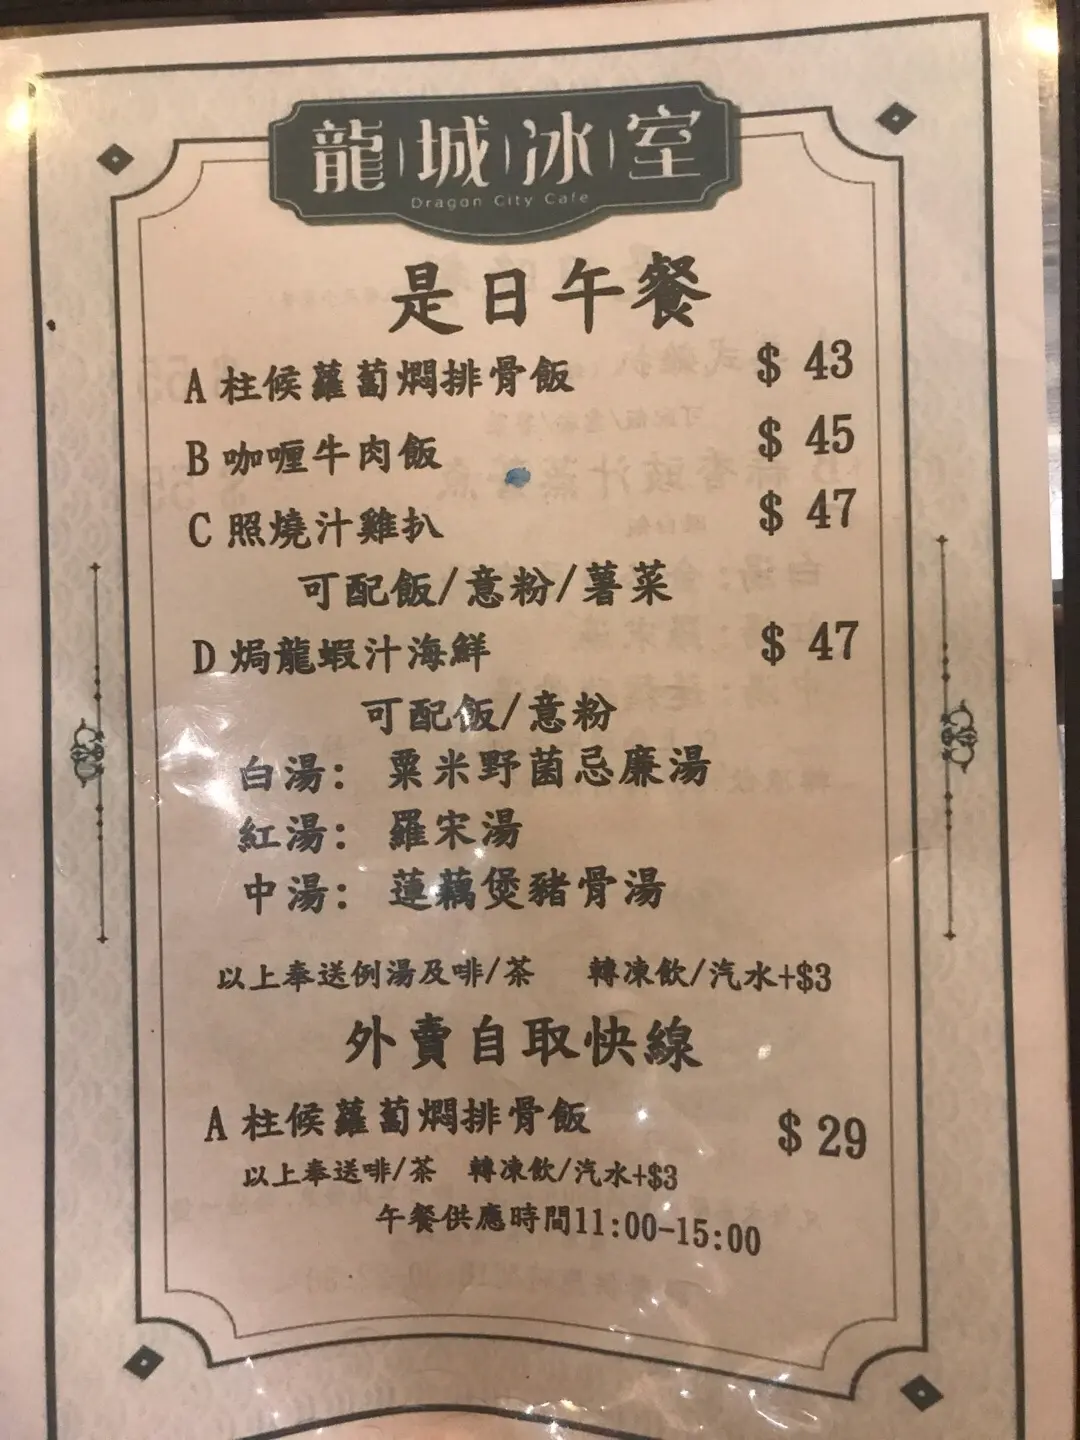 龍城冰室
Dragon City Cafe
是日午餐
A 柱候蘿蔔燜排骨飯 $ 43
B 咖喱牛肉飯 $ 45
C 照燒汁雞扒 $ 47
可配飯/意粉/薯菜
D 焗龍蝦汁海鮮 $ 47
可配飯/意粉
白湯: 粟米野菌忌廉湯
紅湯: 羅宋湯
中湯: 蓮藕煲豬骨湯
以上奉送例湯及啡/茶 轉凍飲/汽水+$3
外賣自取快線
A 柱候蘿蔔燜排骨飯 $ 29
以上奉送啡/茶 轉凍飲/汽水+$3
午餐供應時間11:00-15:00